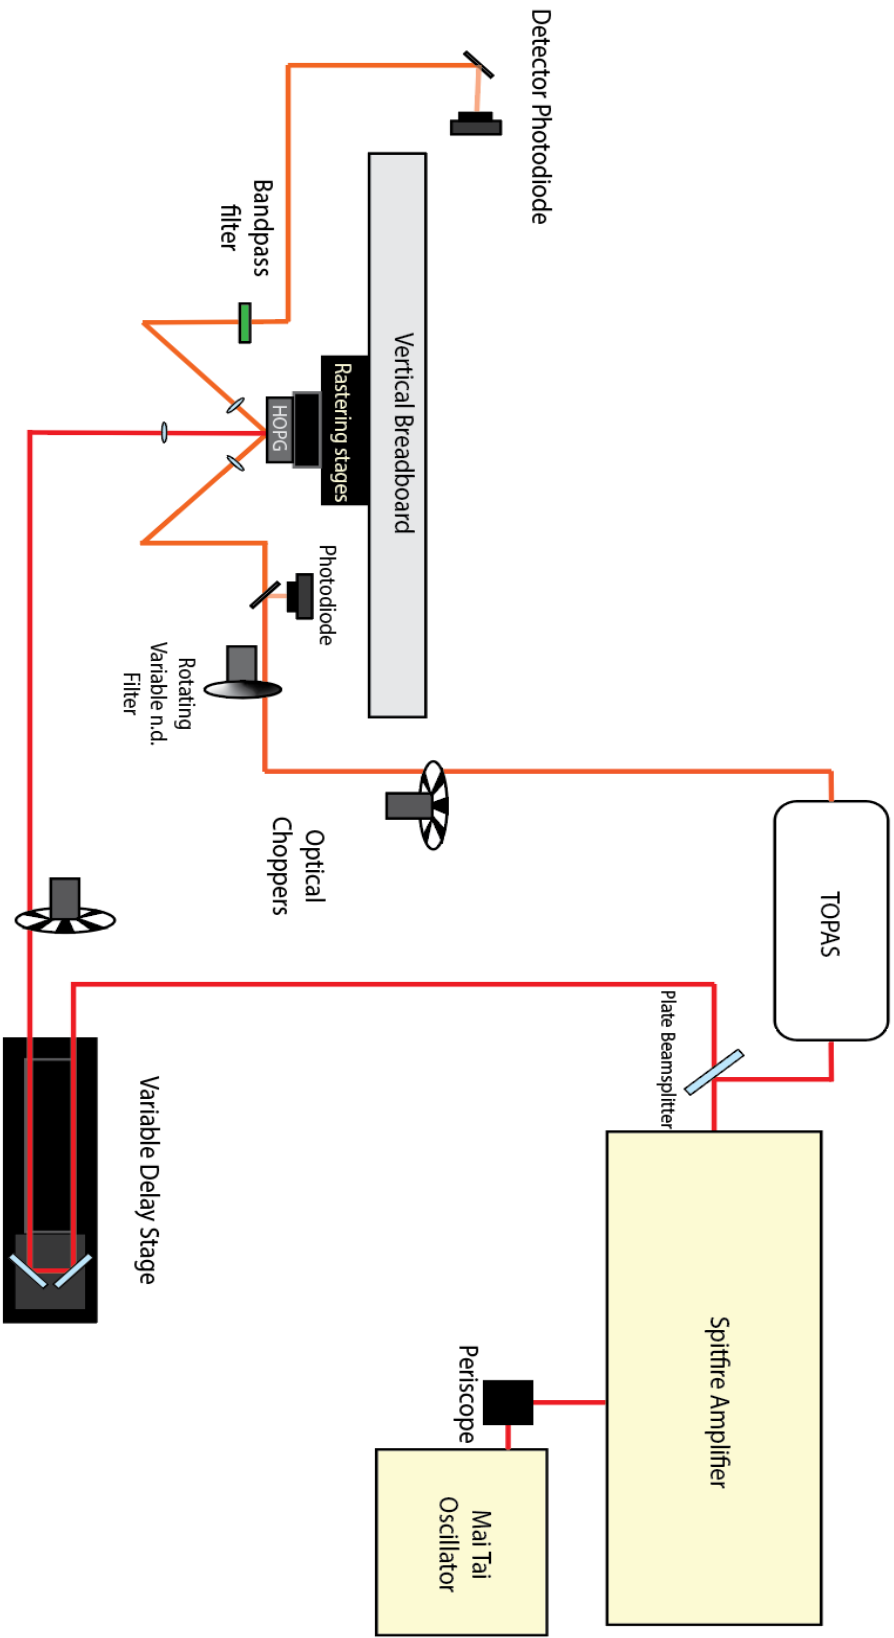 Detector Photodiode
Bandpass
filter
Vertical Breadboard
Rastering stages
HOPG
Photodiode
Rotating
Variable n.d.
Filter
Optical
Choppers
TOPAS
Plate Beamsplitter
Variable Delay Stage
Spitfire Amplifier
Periscope
Mai Tai
Oscillator